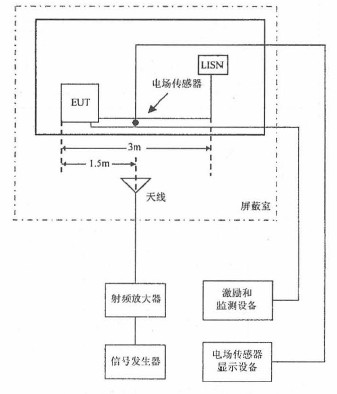 LISN
电场传感器
EUT
3m
1.5m
天线
屏蔽室
射频放大器
激励和
监测设备
信号发生器
电场传感器
显示设备